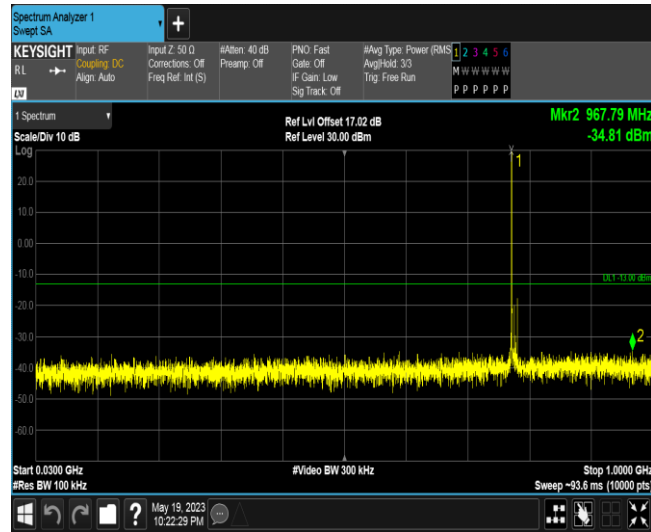 Spectrum Analyzer 1
Swept SA
+
KEYSIGHT Input: RF Input Z: 50 Ω #Atten: 40 dB PNO: Fast #Avg Type: Power (RMS 1 2 3 4 5 6
RL Coupling: DC Corrections: Off Preamp: Off Gate: Off Avg|Hold: 3/3 M W W W W W
Align: Auto Freq Ref: Int (S) IF Gain: Low Trig: Free Run
LXI Sig Track: Off P P P P P P
1 Spectrum Ref Lvl Offset 17.02 dB Mkr2 967.79 MHz
Scale/Div 10 dB Ref Level 30.00 dBm -34.81 dBm
Log
1
20.0
10.0
0.00
-10.0
DL1 -13.00 dBm
-20.0
-30.0
2
-40.0
-50.0
-60.0
Start 0.0300 GHz #Video BW 300 kHz Stop 1.0000 GHz
#Res BW 100 kHz Sweep ~93.6 ms (10000 pts)
? May 19, 2023
10:22:29 PM